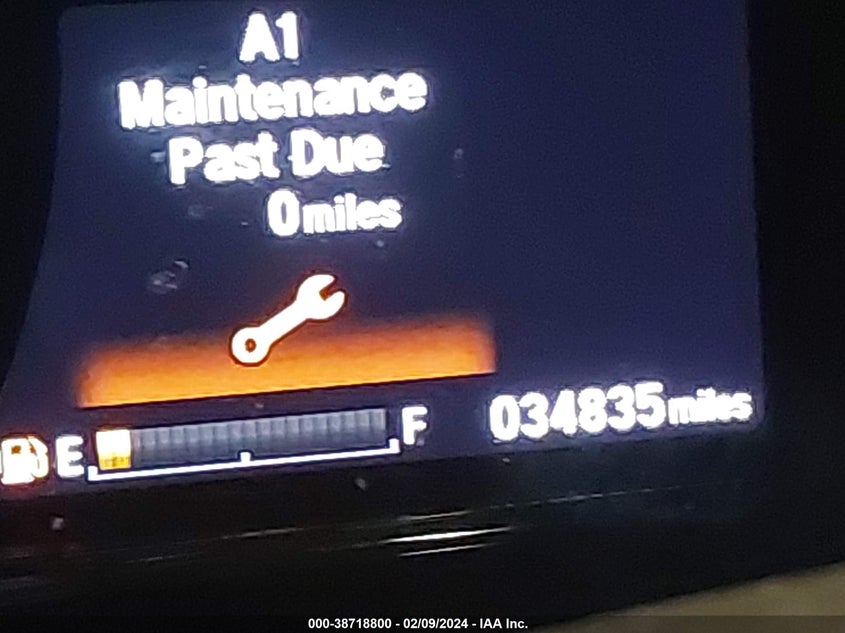 A1
Maintenance
Past Due
0 miles
E F 034835 miles
000-38718800 - 02/09/2024 - IAA Inc.